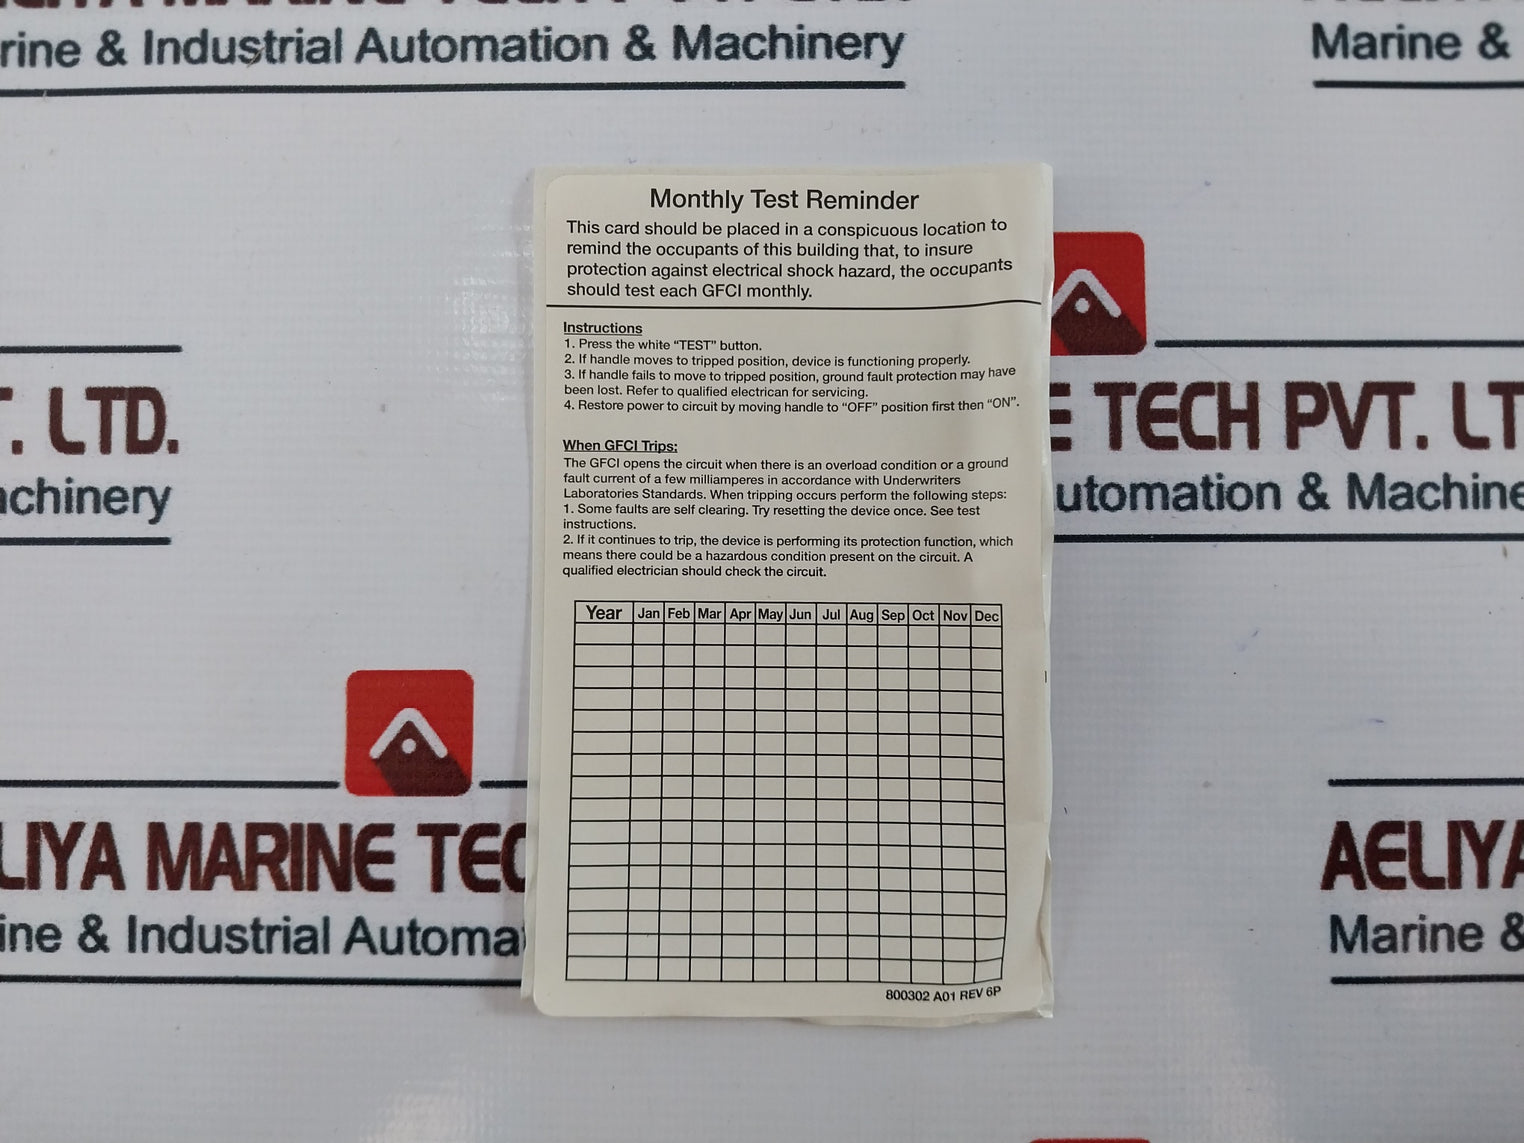 rine & Industrial Automation & Machinery
Marine &
Monthly Test Reminder
This card should be placed in a conspicuous location to
remind the occupants of this building that, to insure
protection against electrical shock hazard, the occupants
should test each GFCI monthly.
Instructions
1. Press the white “TEST” button.
2. If handle moves to tripped position, device is functioning properly.
3. If handle fails to move to tripped position, ground fault protection may have
been lost. Refer to qualified electrican for servicing.
4. Restore power to circuit by moving handle to “OFF” position first then “ON”.
When GFCI Trips:
The GFCI opens the circuit when there is an overload condition or a ground
fault current of a few milliamperes in accordance with Underwriters
Laboratories Standards. When tripping occurs perform the following steps:
1. Some faults are self clearing. Try resetting the device once. See test
instructions.
2. If it continues to trip, the device is performing its protection function, which
means there could be a hazardous condition present on the circuit. A
qualified electrician should check the circuit.
Year Jan Feb Mar Apr May Jun Jul Aug Sep Oct Nov Dec
800302 A01 REV 6P
T. LTD.
achinery
E TECH PVT. LT
utomation & Machine
LIYA MARINE TEC
ine & Industrial Automa
AELIYA
Marine &